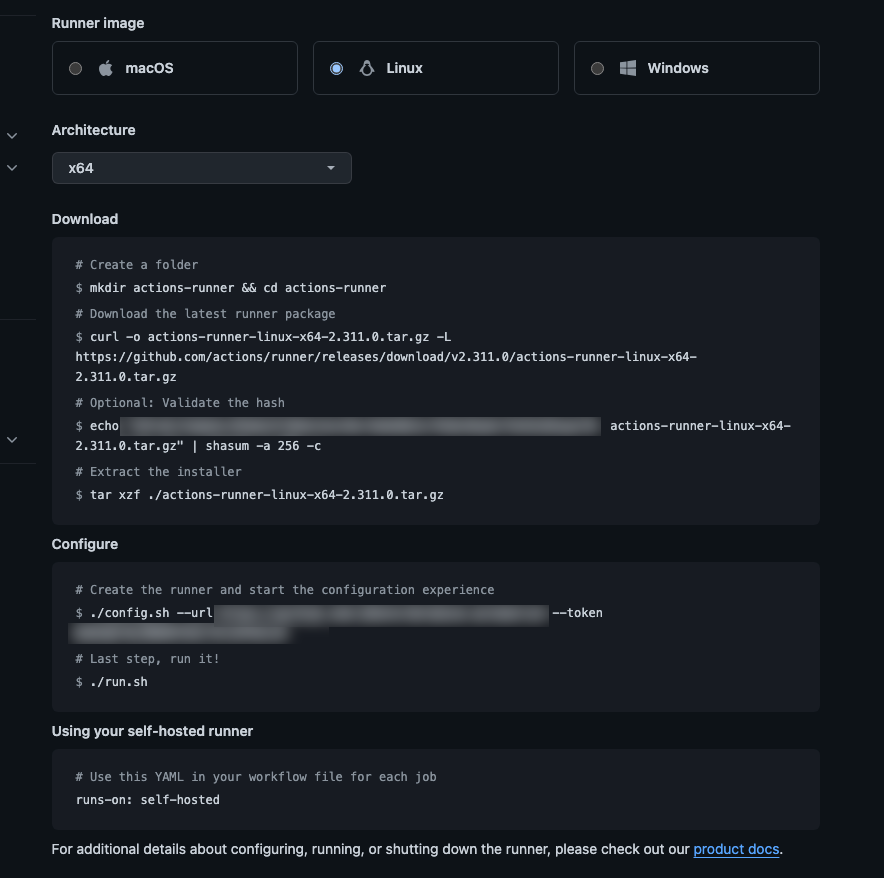 Runner image
macOS
Linux
Windows
Architecture
x64
Download
# Create a folder
$ mkdir actions-runner && cd actions-runner
# Download the latest runner package
$ curl -o actions-runner-linux-x64-2.311.0.tar.gz -L
https://github.com/actions/runner/releases/download/v2.311.0/actions-runner-linux-x64-
2.311.0.tar.gz
# Optional: Validate the hash
$ echo actions-runner-linux-x64-
2.311.0.tar.gz" | shasum -a 256 -c
# Extract the installer
$ tar xzf ./actions-runner-linux-x64-2.311.0.tar.gz
Configure
# Create the runner and start the configuration experience
$ ./config.sh --url --token
# Last step, run it!
$ ./run.sh
Using your self-hosted runner
# Use this YAML in your workflow file for each job
runs-on: self-hosted
For additional details about configuring, running, or shutting down the runner, please check out our product docs.